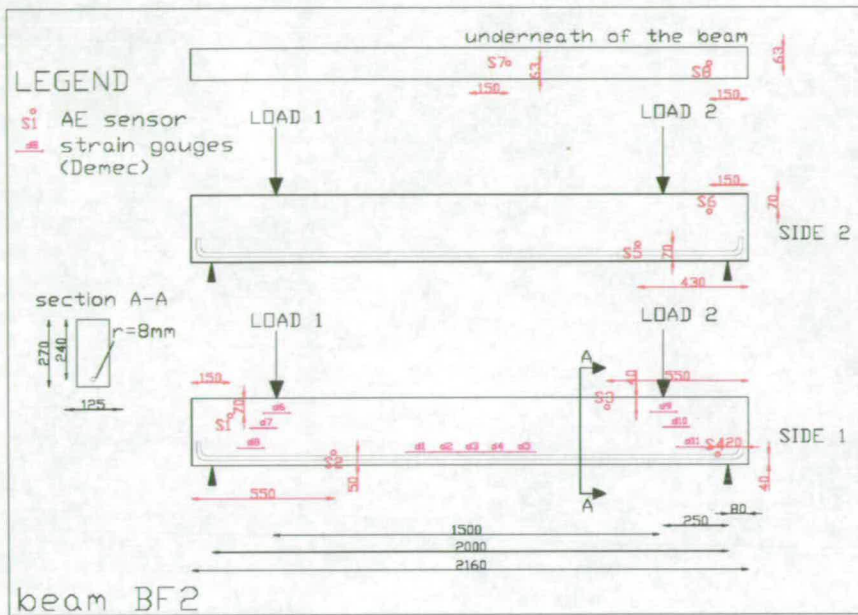 underneath of the beam
S7
63
S8
63
150
150
LEGEND
S1 AE sensor
d8 strain gauges
(Demec)
LOAD 1
LOAD 2
150
S6
70
SIDE 2
S5
70
430
section A-A
r=8mm
270
240
125
LOAD 1
LOAD 2
A
550
150
40
70
S1
d6
d7
d8
S3
d9
d10
d11
d1
d2
d3
d4
d5
S2
S4
20
SIDE 1
50
40
550
A
80
250
1500
2000
2160
beam BF2